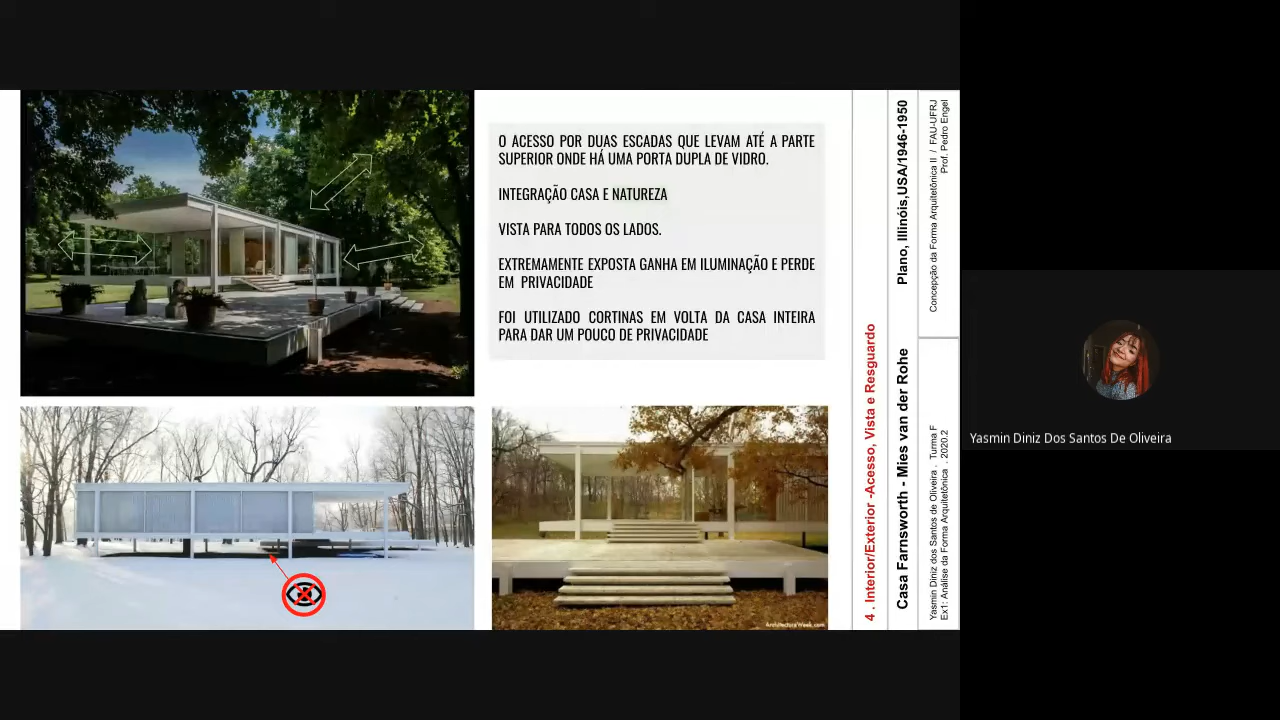 O ACESSO POR DUAS ESCADAS QUE LEVAM ATÉ A PARTE
SUPERIOR ONDE HÁ UMA PORTA DUPLA DE VIDRO.
INTEGRAÇÃO CASA E NATUREZA
VISTA PARA TODOS OS LADOS.
EXTREMAMENTE EXPOSTA GANHA EM ILUMINAÇÃO E PERDE
EM PRIVACIDADE
FOI UTILIZADO CORTINAS EM VOLTA DA CASA INTEIRA
PARA DAR UM POUCO DE PRIVACIDADE
ArchitectureWeek.com
4 . Interior/Exterior -Acesso, Vista e Resguardo
Casa Farnsworth - Mies van der Rohe
Plano, Illinóis,USA/1946-1950
Yasmin Diniz dos Santos de Oliveira . Turma F
Ex1: Análise da Forma Arquitetônica . 2020.2
Concepção da Forma Arquitetônica II / FAU-UFRJ
Prof. Pedro Engel
Yasmin Diniz Dos Santos De Oliveira